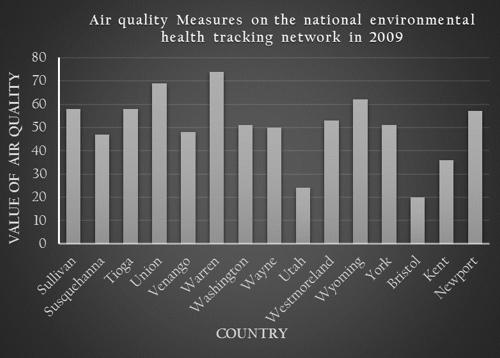 Air quality Measures on the national environmental
health tracking network in 2009
VALUE OF AIR QUALITY
80
70
60
50
40
30
20
10
0
Sullivan
Susquehanna
Tioga
Union
Venango
Warren
Washington
Wayne
Utah
Westmoreland
Wyoming
York
Bristol
Kent
Newport
COUNTRY